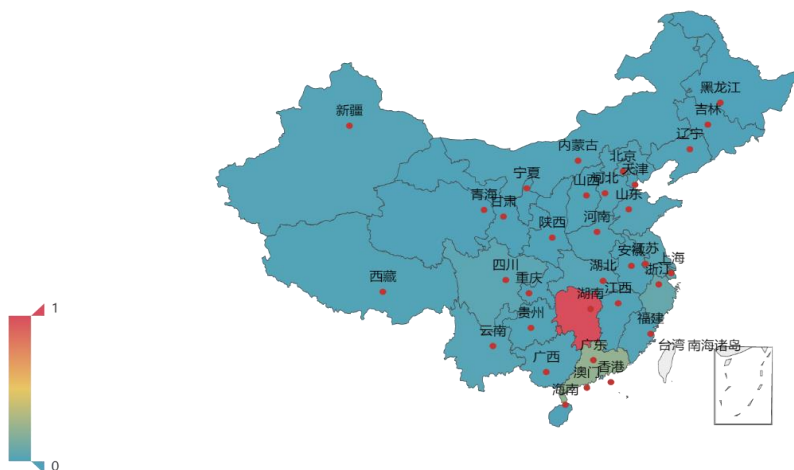 黑龙江
吉林
新疆
辽宁
内蒙古
北京
天津
宁夏
山西
河北
青海
甘肃
山东
陕西
河南
安徽
江苏
上海
四川
湖北
浙江
西藏
重庆
湖南
江西
贵州
福建
云南
广东
台湾 南海诸岛
广西
澳门
香港
海南
1
0